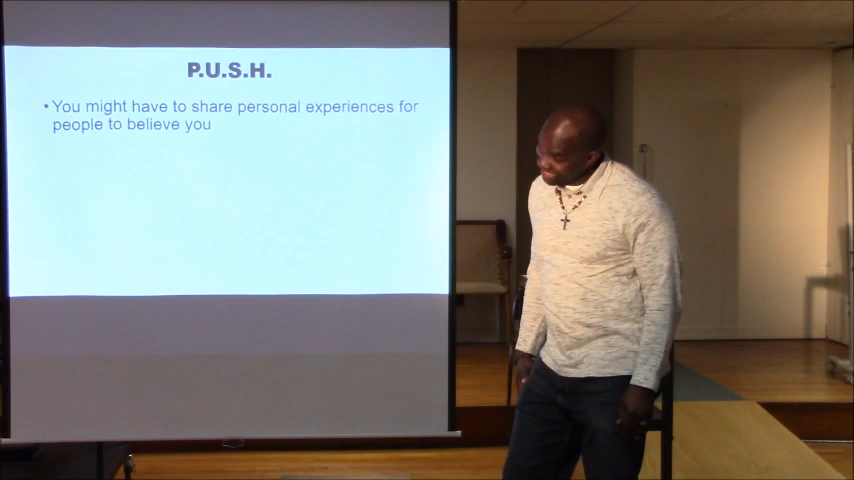 P.U.S.H.
• You might have to share personal experiences for
people to believe you